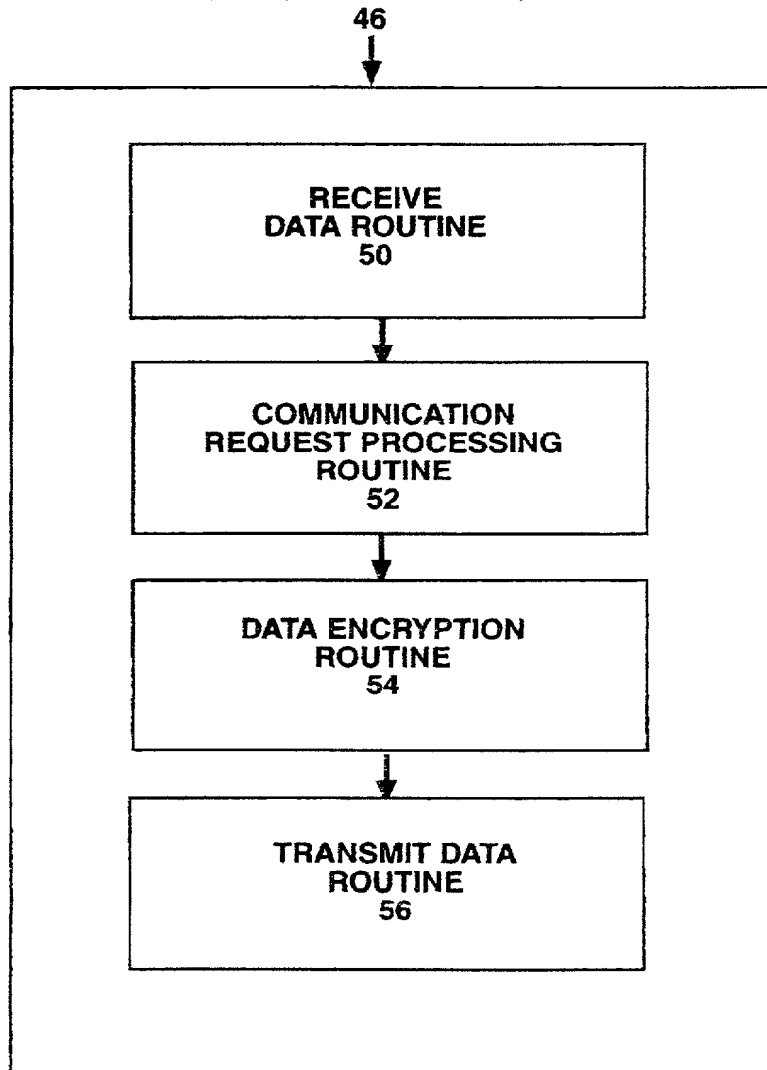 46
RECEIVE
DATA ROUTINE
50
COMMUNICATION
REQUEST PROCESSING
ROUTINE
52
DATA ENCRYPTION
ROUTINE
54
TRANSMIT DATA
ROUTINE
56